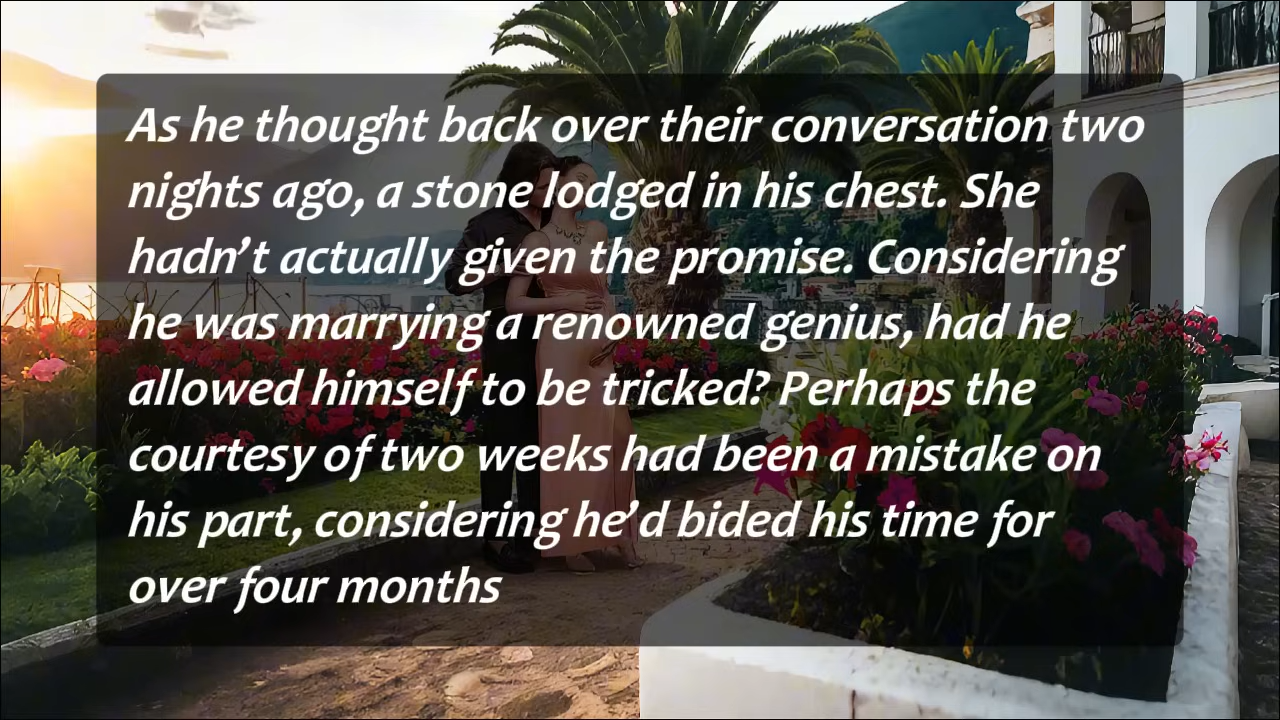 As he thought back over their conversation two
nights ago, a stone lodged in his chest. She
hadn’t actually given the promise. Considering
he was marrying a renowned genius, had he
allowed himself to be tricked? Perhaps the
courtesy of two weeks had been a mistake on
his part, considering he’d bided his time for
over four months